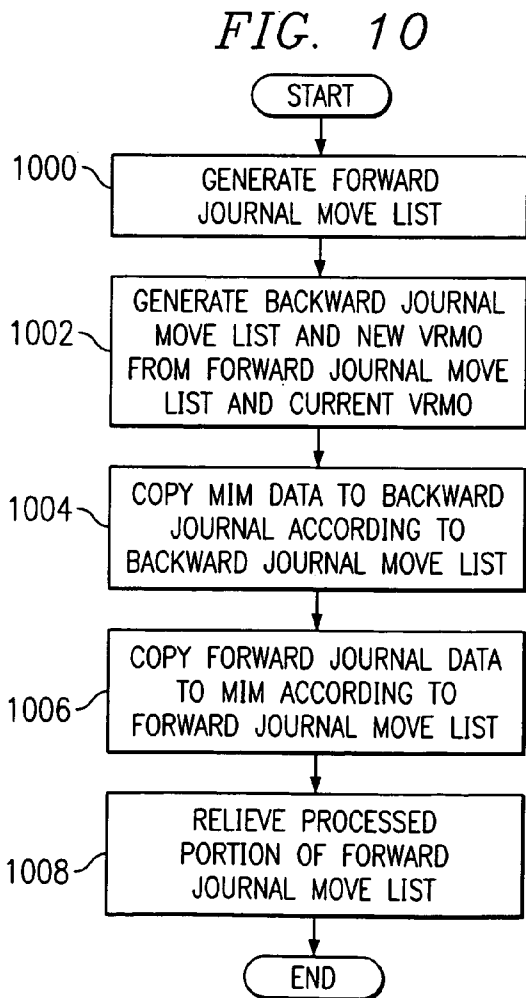 FIG. 10
START
1000
GENERATE FORWARD
JOURNAL MOVE LIST
1002
GENERATE BACKWARD JOURNAL
MOVE LIST AND NEW VRMO
FROM FORWARD JOURNAL MOVE
LIST AND CURRENT VRMO
1004
COPY MIM DATA TO BACKWARD
JOURNAL ACCORDING TO
BACKWARD JOURNAL MOVE LIST
1006
COPY FORWARD JOURNAL DATA
TO MIM ACCORDING TO
FORWARD JOURNAL MOVE LIST
1008
RELIEVE PROCESSED
PORTION OF FORWARD
JOURNAL MOVE LIST
END